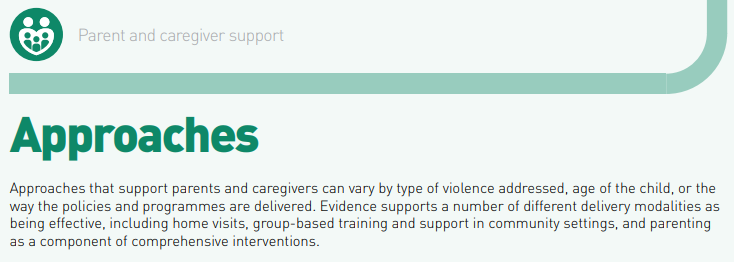 Parent and caregiver support
Approaches
Approaches that support parents and caregivers can vary by type of violence addressed, age of the child, or the
way the policies and programmes are delivered. Evidence supports a number of different delivery modalities as
being effective, including home visits, group-based training and support in community settings, and parenting
as a component of comprehensive interventions.